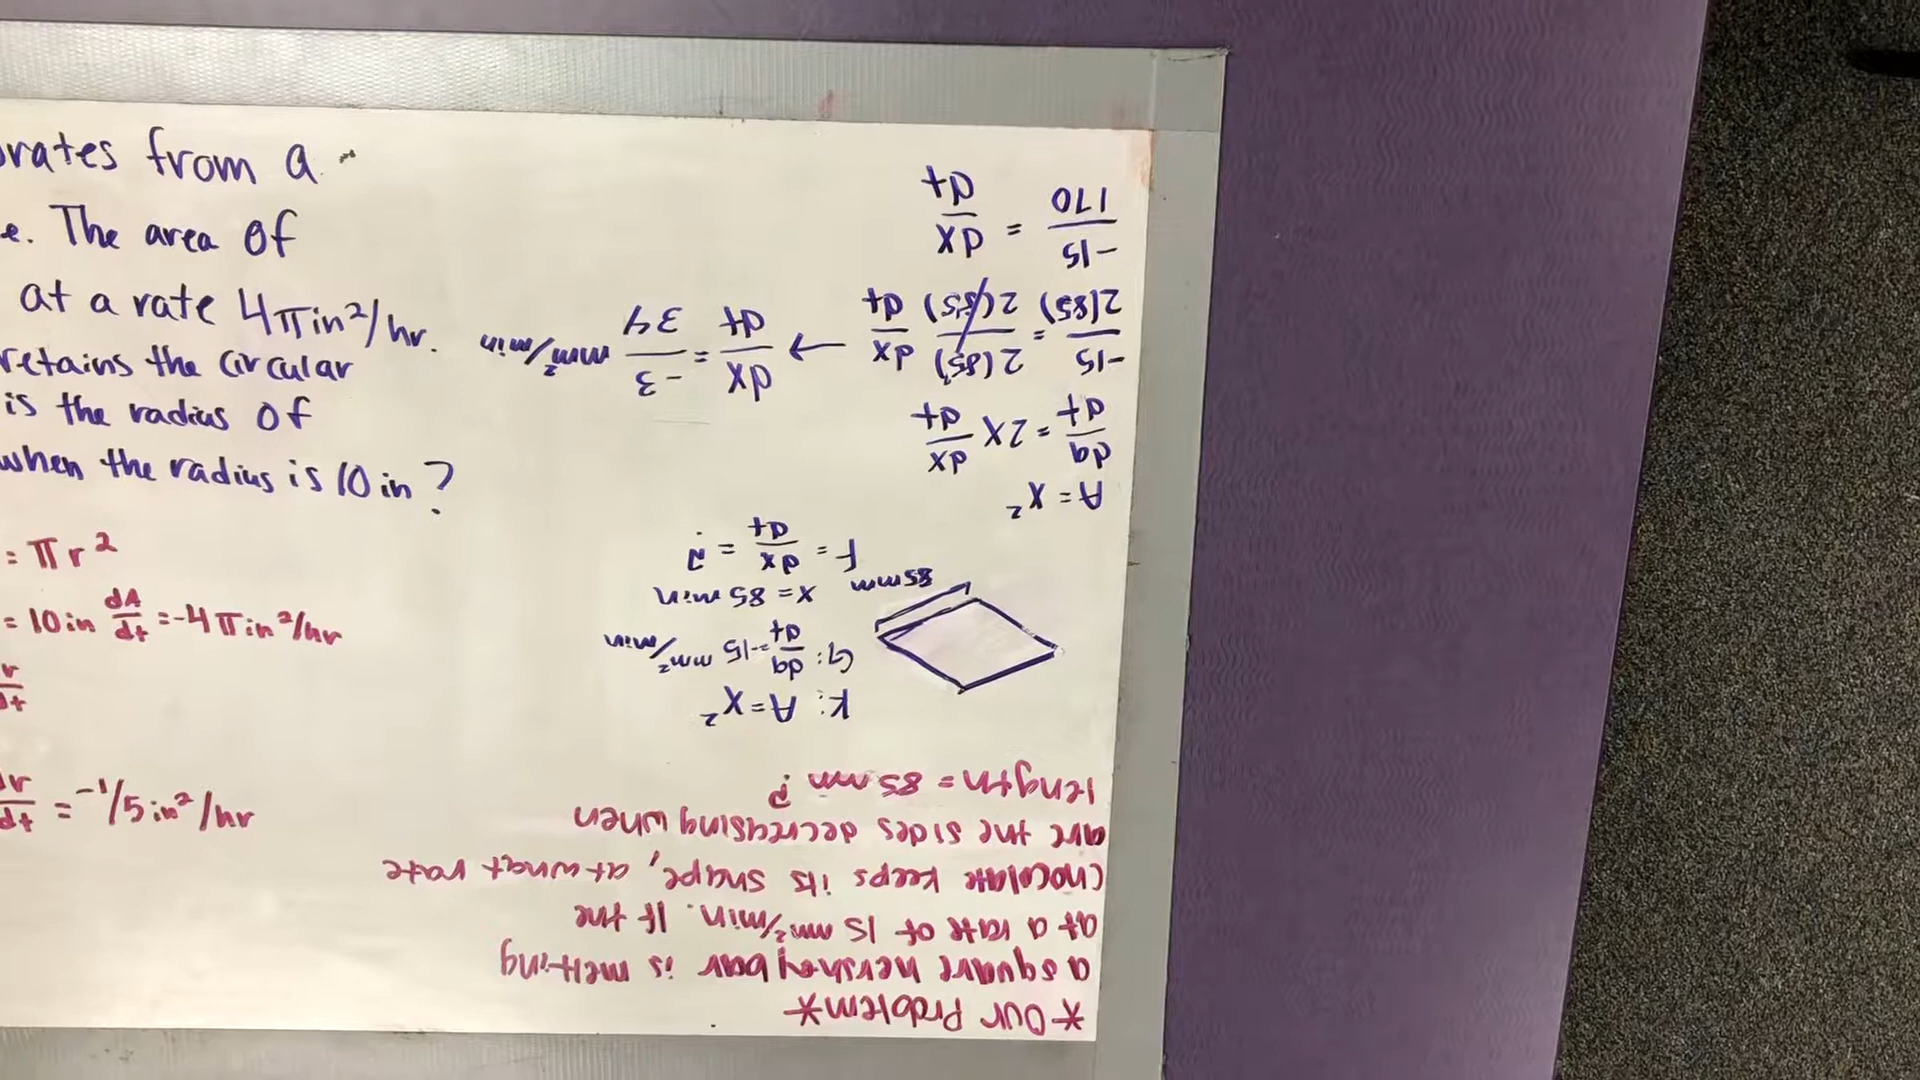 rates from a
e. The area of
at a rate 4πin²/hr.
retains the circular
is the radius of
when the radius is 10 in?
= πr²
= 10 in dA/dt = -4πin²/hr
r/dt
dr/dt = -1/5 in²/hr
*Our Problem*
a square hershey bar is melting
at a rate of 15 mm²/min. If the
chocolate keeps its shape, at what rate
are the sides decreasing when
length = 85 mm?
K: A = x²
G: da/dt = -15 mm²/min
x = 85 min
F = dx/dt = ?
85mm
A = x²
da/dt = 2x dx/dt
-15/2(85) = 2(85)/2(85) dx/dt → dx/dt = -3/34 mm²/min
-15/170 = dx/dt